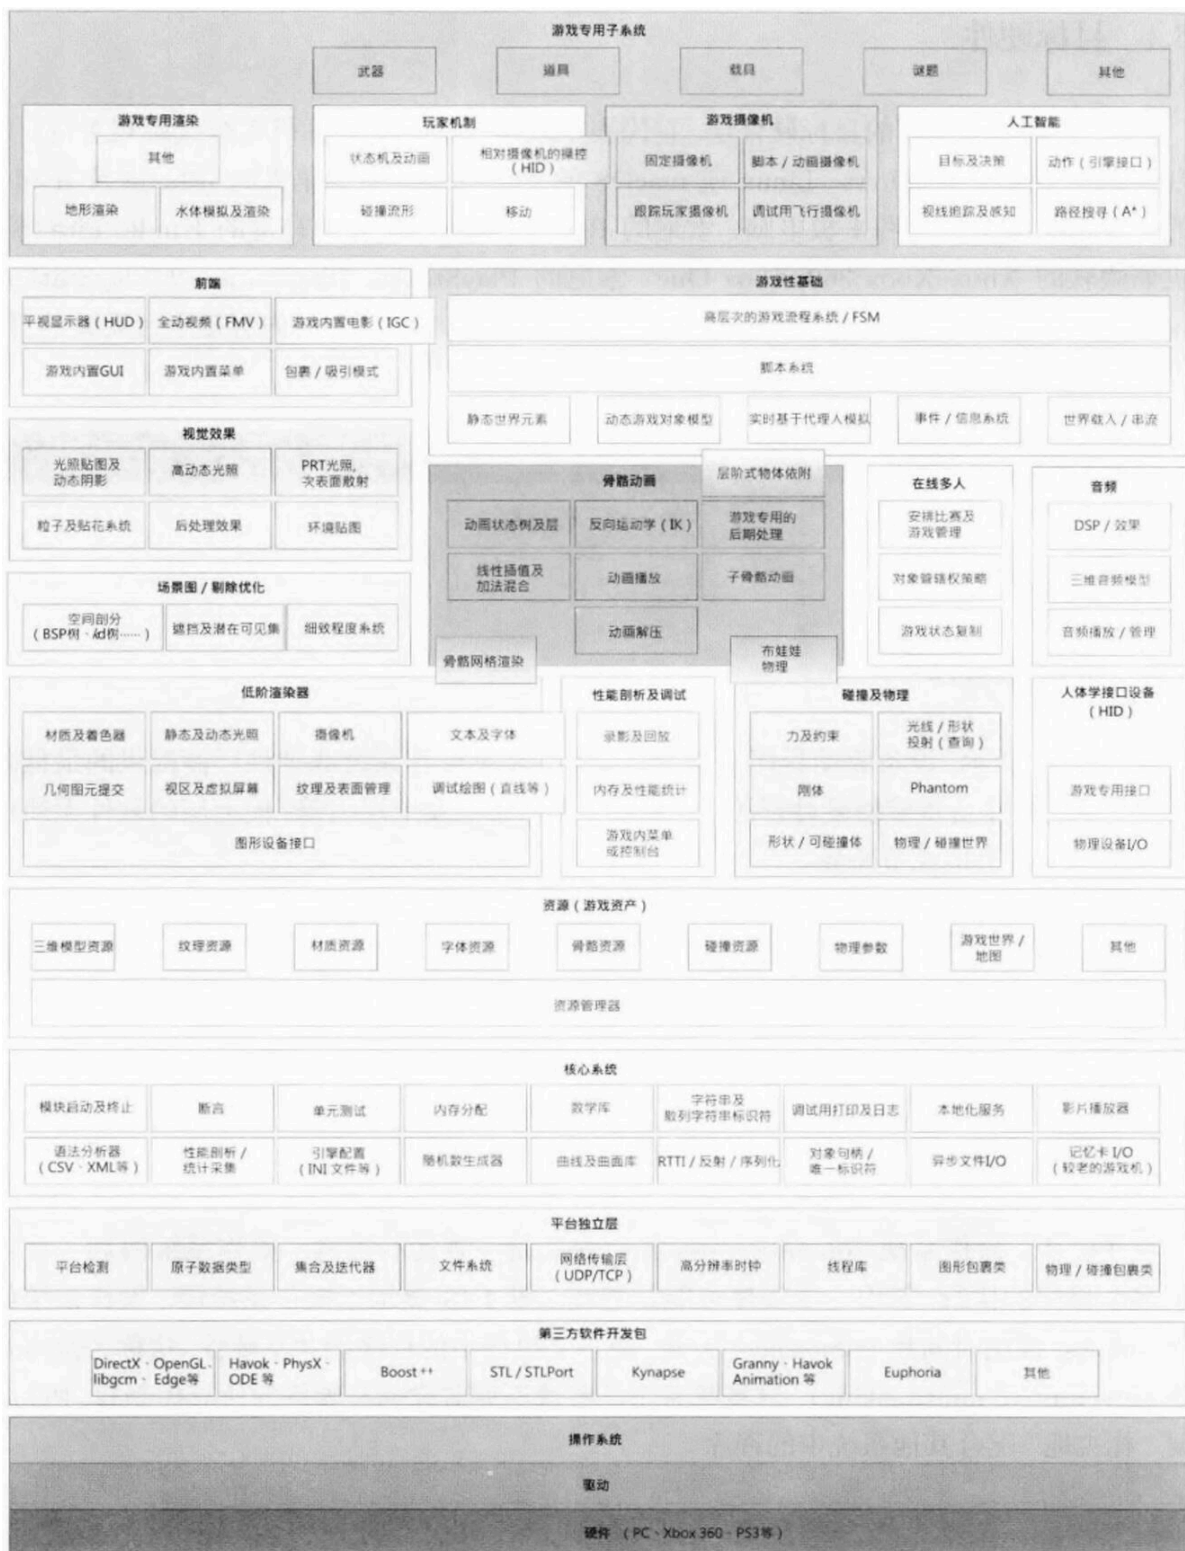 游戏专用子系统
武器
道具
载具
谜题
其他
游戏专用渲染
其他
地形渲染
水体模拟及渲染
玩家机制
状态机及动画
相对摄像机的操控
(HID)
碰撞流形
移动
游戏摄像机
固定摄像机
脚本 / 动画摄像机
跟踪玩家摄像机
调试用飞行摄像机
人工智能
目标及决策
动作(引擎接口)
视线追踪及感知
路径搜寻(A*)
前端
平视显示器(HUD)
全动视频(FMV)
游戏内置电影(IGC)
游戏内置GUI
游戏内置菜单
包裹 / 吸引模式
游戏性基础
高层次的游戏流程系统 / FSM
脚本系统
静态世界元素
动态游戏对象模型
实时基于代理人模拟
事件 / 信息系统
世界载入 / 串流
视觉效果
光照贴图及
动态阴影
高动态光照
PRT光照,
次表面散射
粒子及贴花系统
后处理效果
环境贴图
骨骼动画
层阶式物体依附
动画状态树及层
反向运动学(IK)
游戏专用的
后期处理
线性插值及
加法混合
动画播放
子骨骼动画
动画解压
骨骼网格渲染
布娃娃
物理
在线多人
安排比赛及
游戏管理
对象管辖权策略
游戏状态复制
音频
DSP / 效果
三维音频模型
音频播放 / 管理
场景图 / 剔除优化
空间剖分
(BSP树、kd树……)
遮挡及潜在可见集
细致程度系统
低阶渲染器
材质及着色器
静态及动态光照
摄像机
文本及字体
几何图元提交
视区及虚拟屏幕
纹理及表面管理
调试绘图(直线等)
图形设备接口
性能剖析及调试
录影及回放
内存及性能统计
游戏内菜单
或控制台
碰撞及物理
力及约束
光线 / 形状
投射(查询)
刚体
Phantom
形状 / 可碰撞体
物理 / 碰撞世界
人体学接口设备
(HID)
游戏专用接口
物理设备I/O
资源(游戏资产)
三维模型资源
纹理资源
材质资源
字体资源
骨骼资源
碰撞资源
物理参数
游戏世界 /
地图
其他
资源管理器
核心系统
模块启动及终止
断言
单元测试
内存分配
数学库
字符串及
散列字符串标识符
调试用打印及日志
本地化服务
影片播放器
语法分析器
(CSV、XML等)
性能剖析 /
统计采集
引擎配置
(INI 文件等)
随机数生成器
曲线及曲面库
RTTI / 反射 / 序列化
对象句柄 /
唯一标识符
异步文件I/O
记忆卡 I/O
(较老的游戏机)
平台独立层
平台检测
原子数据类型
集合及迭代器
文件系统
网络传输层
(UDP/TCP)
高分辨率时钟
线程库
图形包裹类
物理 / 碰撞包裹类
第三方软件开发包
DirectX、OpenGL、
libgcm、Edge等
Havok、PhysX、
ODE 等
Boost ++
STL / STLPort
Kynapse
Granny、Havok
Animation 等
Euphoria
其他
操作系统
驱动
硬件 (PC、Xbox 360、PS3等)